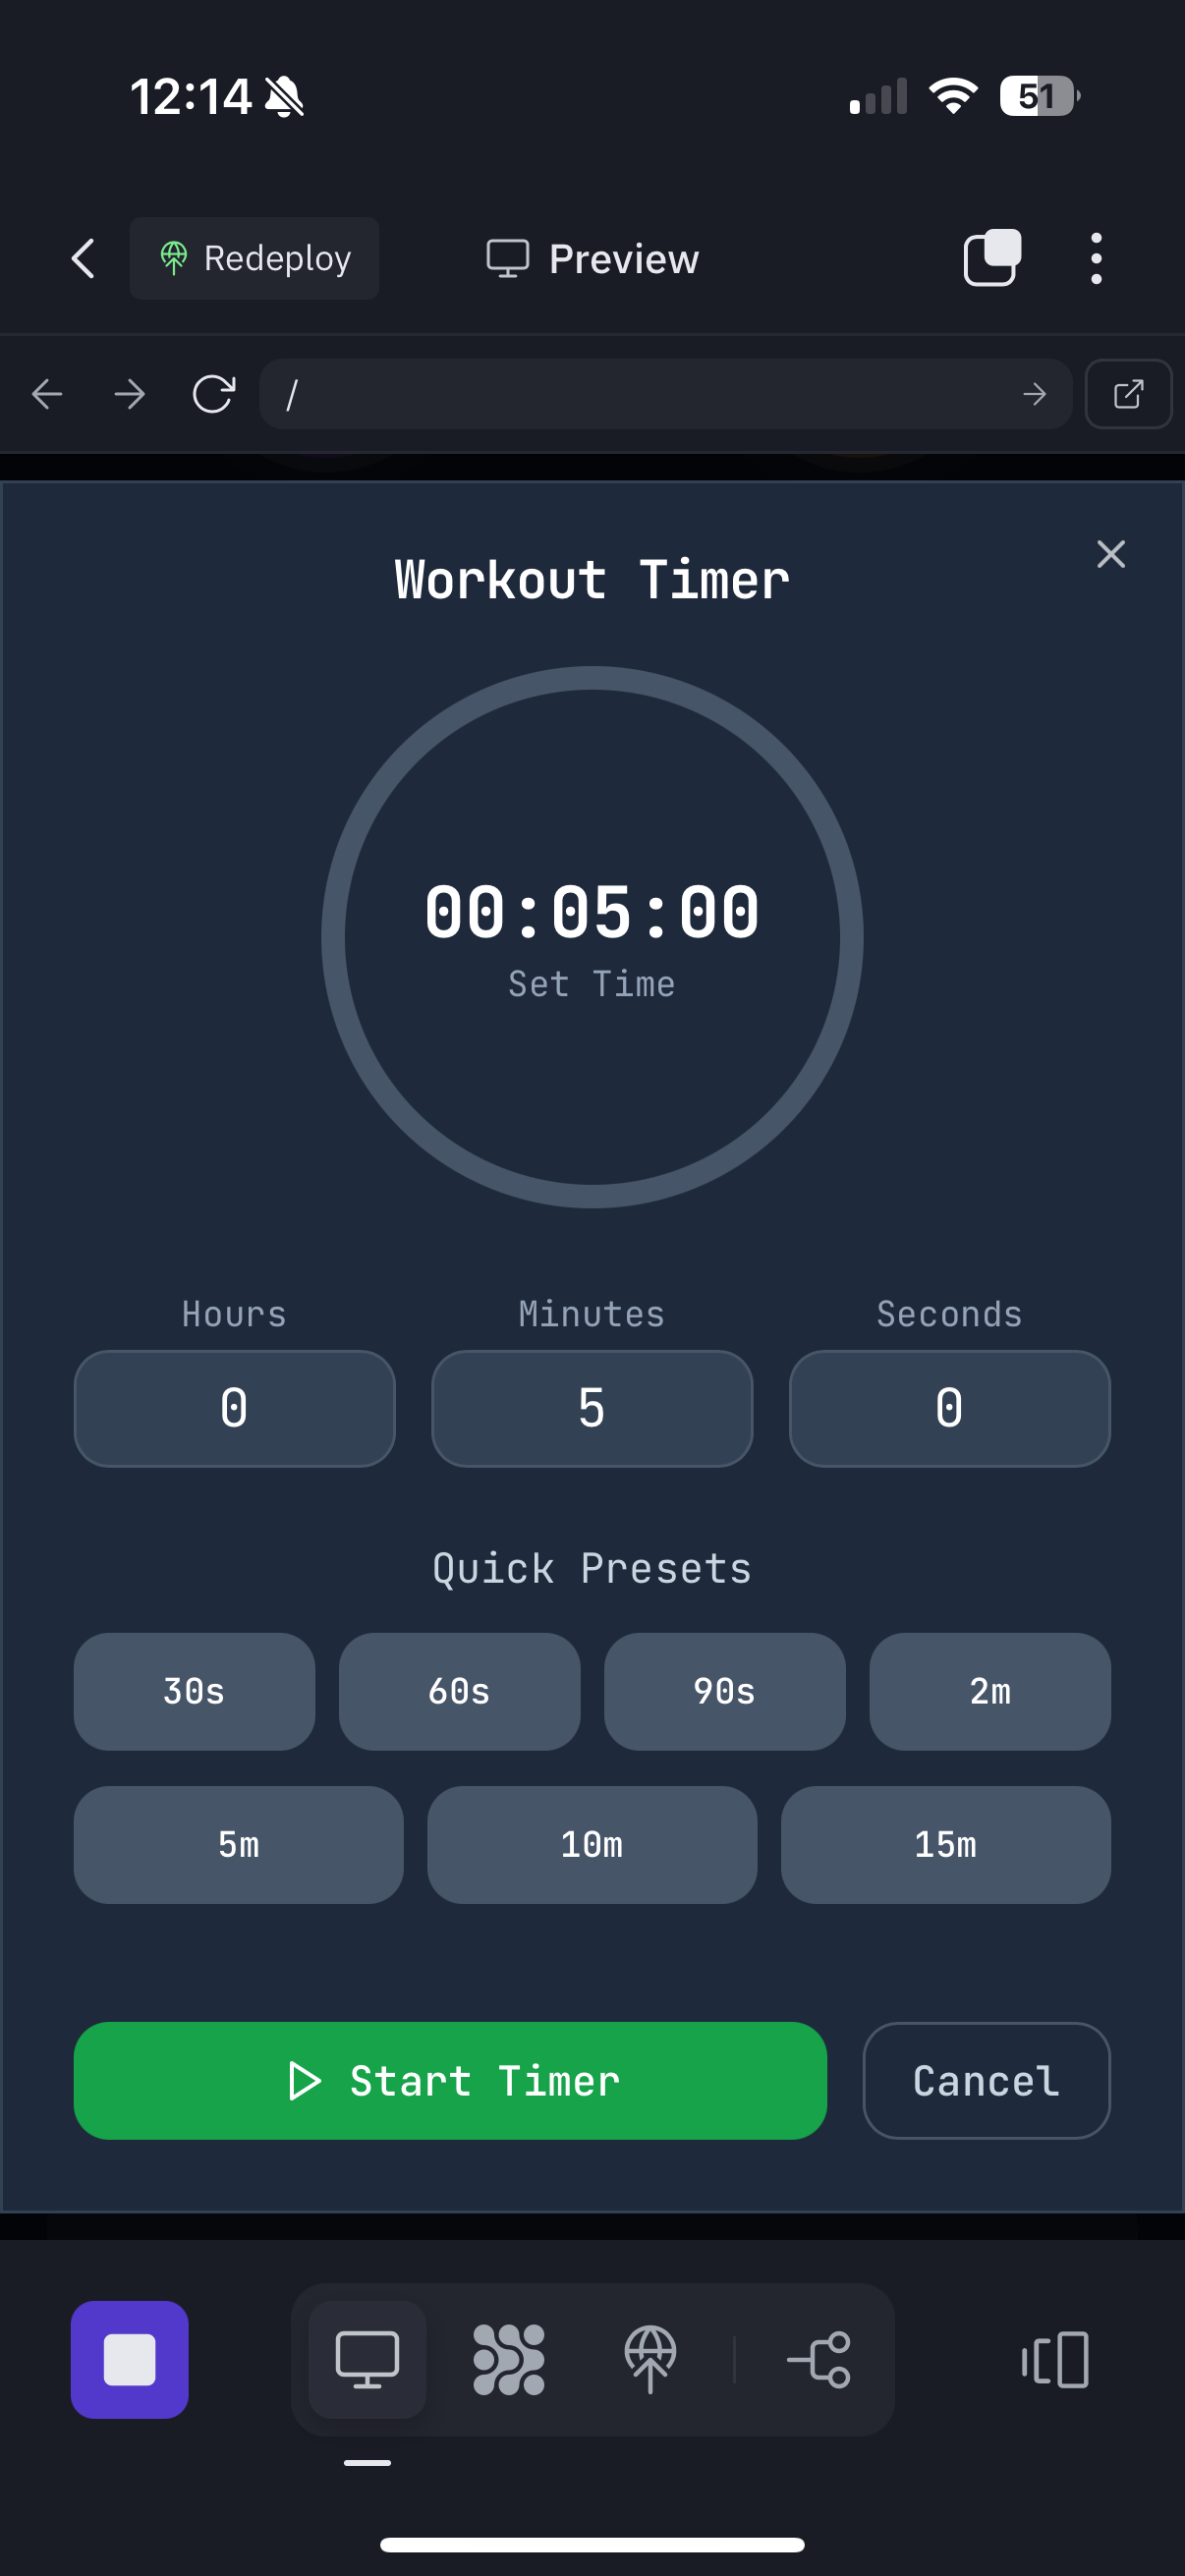 12:14 51
Redeploy Preview
/
Workout Timer
00:05:00
Set Time
Hours Minutes Seconds
0 5 0
Quick Presets
30s 60s 90s 2m
5m 10m 15m
Start Timer Cancel